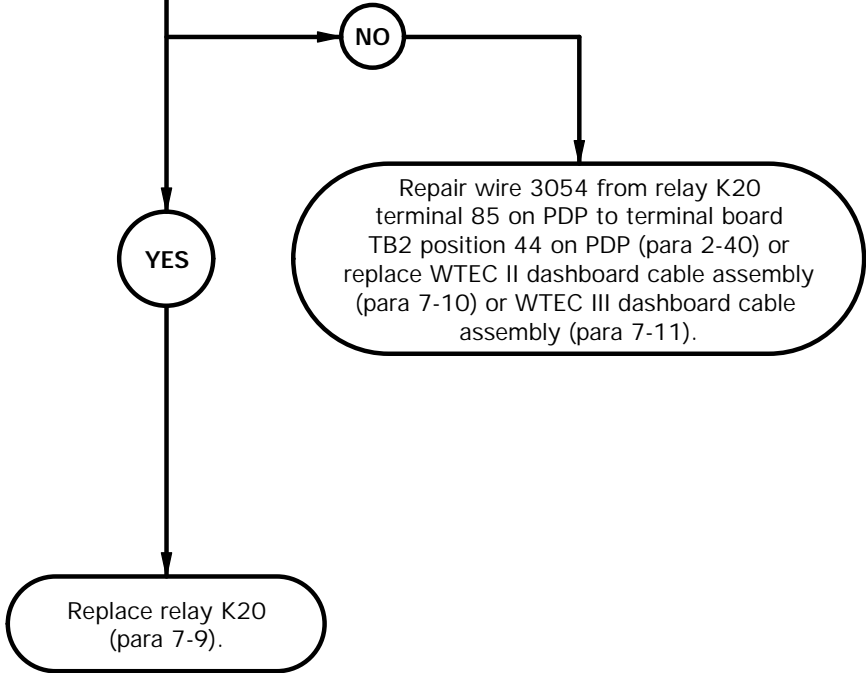 NO
Repair wire 3054 from relay K20
terminal 85 on PDP to terminal board
TB2 position 44 on PDP (para 2-40) or
replace WTEC II dashboard cable assembly
(para 7-10) or WTEC III dashboard cable
assembly (para 7-11).
YES
Replace relay K20
(para 7-9).